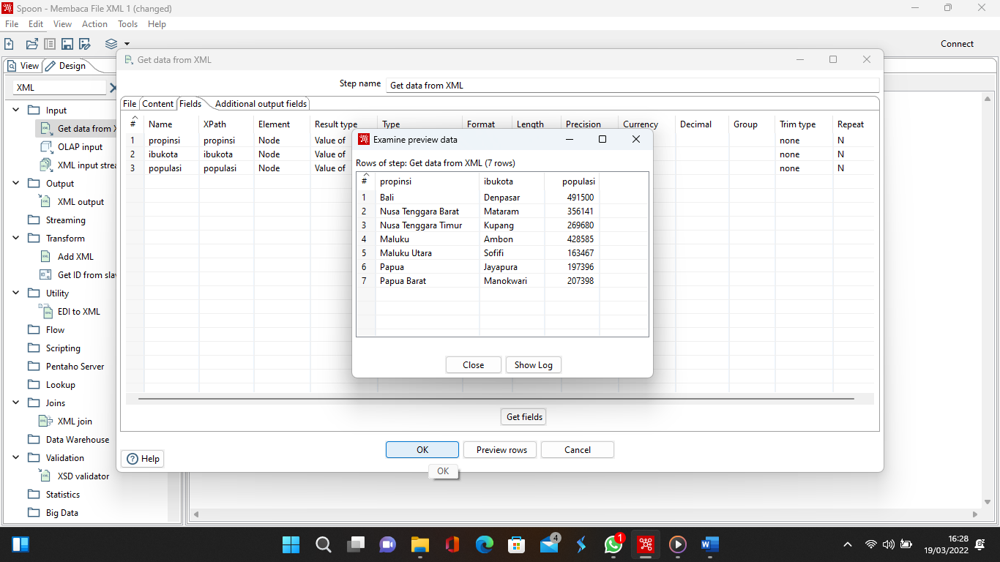 Spoon - Membaca File XML 1 (changed)
File Edit View Action Tools Help
Connect
View Design
XML
Input
Get data from X
OLAP input
XML input strea
Output
XML output
Streaming
Transform
Add XML
Get ID from slav
Utility
EDI to XML
Flow
Scripting
Pentaho Server
Lookup
Joins
XML join
Data Warehouse
Validation
XSD validator
Statistics
Big Data
Get data from XML
Step name Get data from XML
File Content Fields Additional output fields
# Name XPath Element Result type Type Format Length Precision Currency Decimal Group Trim type Repeat
1 propinsi propinsi Node Value of none N
2 ibukota ibukota Node Value of none N
3 populasi populasi Node Value of none N
Examine preview data
Rows of step: Get data from XML (7 rows)
# propinsi ibukota populasi
1 Bali Denpasar 491500
2 Nusa Tenggara Barat Mataram 356141
3 Nusa Tenggara Timur Kupang 269680
4 Maluku Ambon 428585
5 Maluku Utara Sofifi 163467
6 Papua Jayapura 197396
7 Papua Barat Manokwari 207398
Close Show Log
Get fields
OK Preview rows Cancel
Help
OK
4
1
16:28
19/03/2022